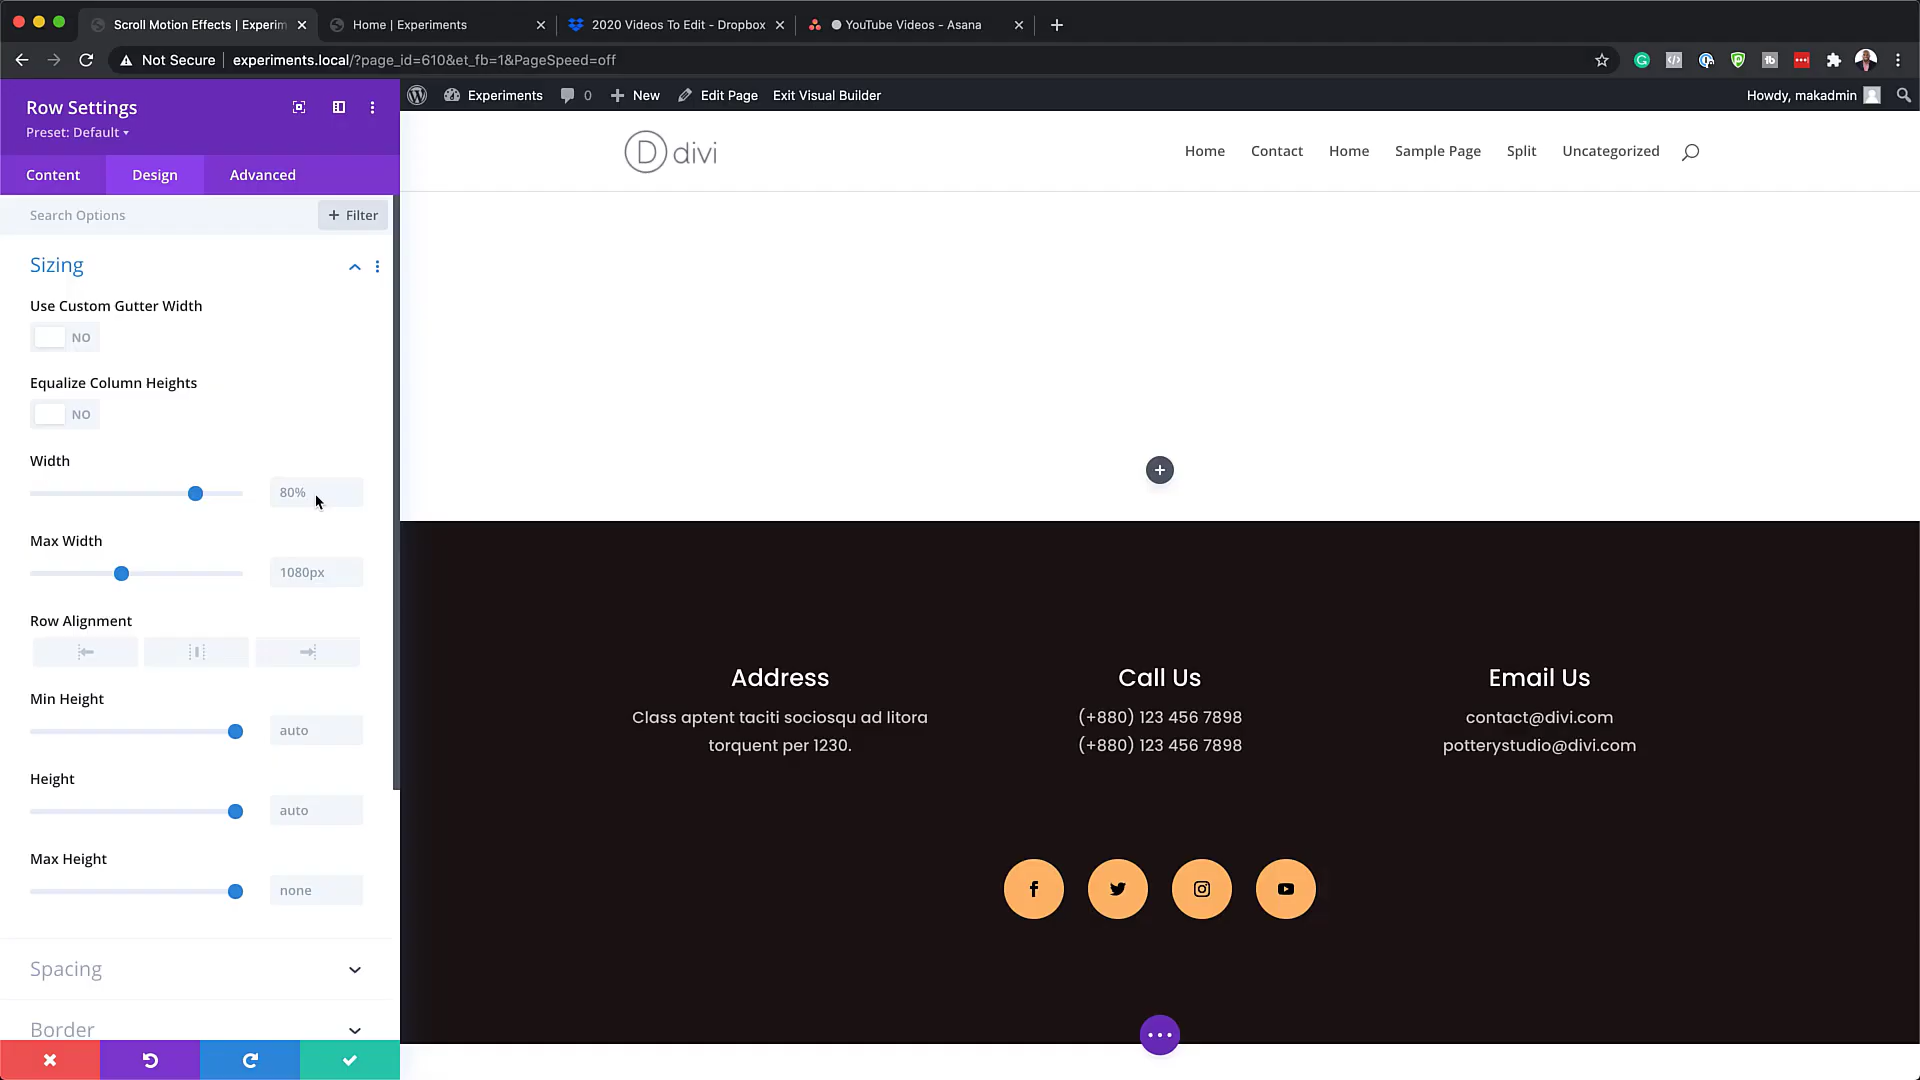 Scroll Motion Effects | Experim
Home | Experiments
2020 Videos To Edit - Dropbox
YouTube Videos - Asana
Not Secure
experiments.local/?page_id=610&et_fb=1&PageSpeed=off
Experiments
0
New
Edit Page
Exit Visual Builder
Howdy, makadmin
Row Settings
Preset: Default
Content
Design
Advanced
Search Options
+ Filter
Sizing
Use Custom Gutter Width
NO
Equalize Column Heights
NO
Width
80%
Max Width
1080px
Row Alignment
Min Height
auto
Height
auto
Max Height
none
Spacing
Border
D divi
Home
Contact
Home
Sample Page
Split
Uncategorized
Address
Class aptent taciti sociosqu ad litora
torquent per 1230.
Call Us
(+880) 123 456 7898
(+880) 123 456 7898
Email Us
contact@divi.com
potterystudio@divi.com